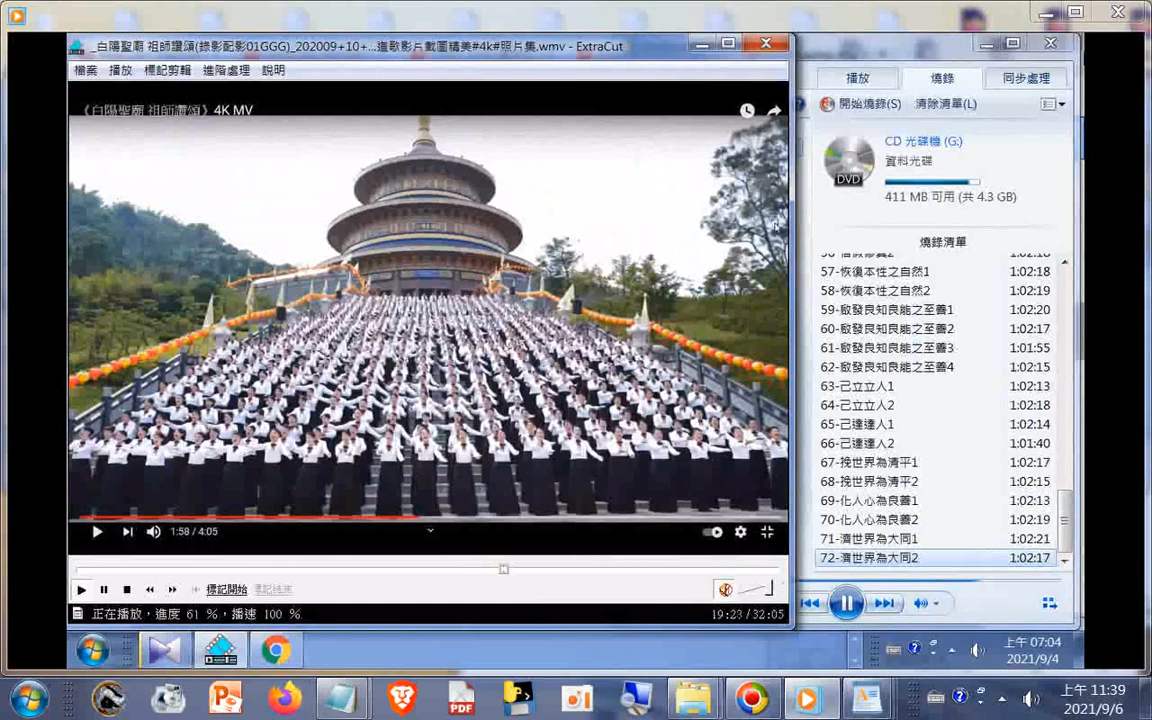 _白陽聖廟 祖師讚頌(錄影配影01GGG)_202009+10+...進歌影片截圖精美#4k#照片集.wmv - ExtraCut
檔案 播放 標記剪輯 進階處理 說明
《白陽聖廟 祖師讚頌》4K MV
1:58 / 4:05
標記開始 標記結束
正在播放，進度 61 %，播速 100 %
19:23 / 32:05
播放 燒錄 同步處理
開始燒錄(S) 清除清單(L)
CD 光碟機 (G:)
資料光碟
DVD
411 MB 可用 (共 4.3 GB)
燒錄清單
57-恢復本性之自然1 1:02:18
58-恢復本性之自然2 1:02:19
59-啟發良知良能之至善1 1:02:20
60-啟發良知良能之至善2 1:02:17
61-啟發良知良能之至善3 1:01:55
62-啟發良知良能之至善4 1:02:15
63-己立立人1 1:02:13
64-己立立人2 1:02:18
65-己達達人1 1:02:14
66-己達達人2 1:01:40
67-挽世界為清平1 1:02:17
68-挽世界為清平2 1:02:15
69-化人心為良善1 1:02:13
70-化人心為良善2 1:02:19
71-濟世界為大同1 1:02:21
72-濟世界為大同2 1:02:17
上午 07:04
2021/9/4
PDF
上午 11:39
2021/9/6